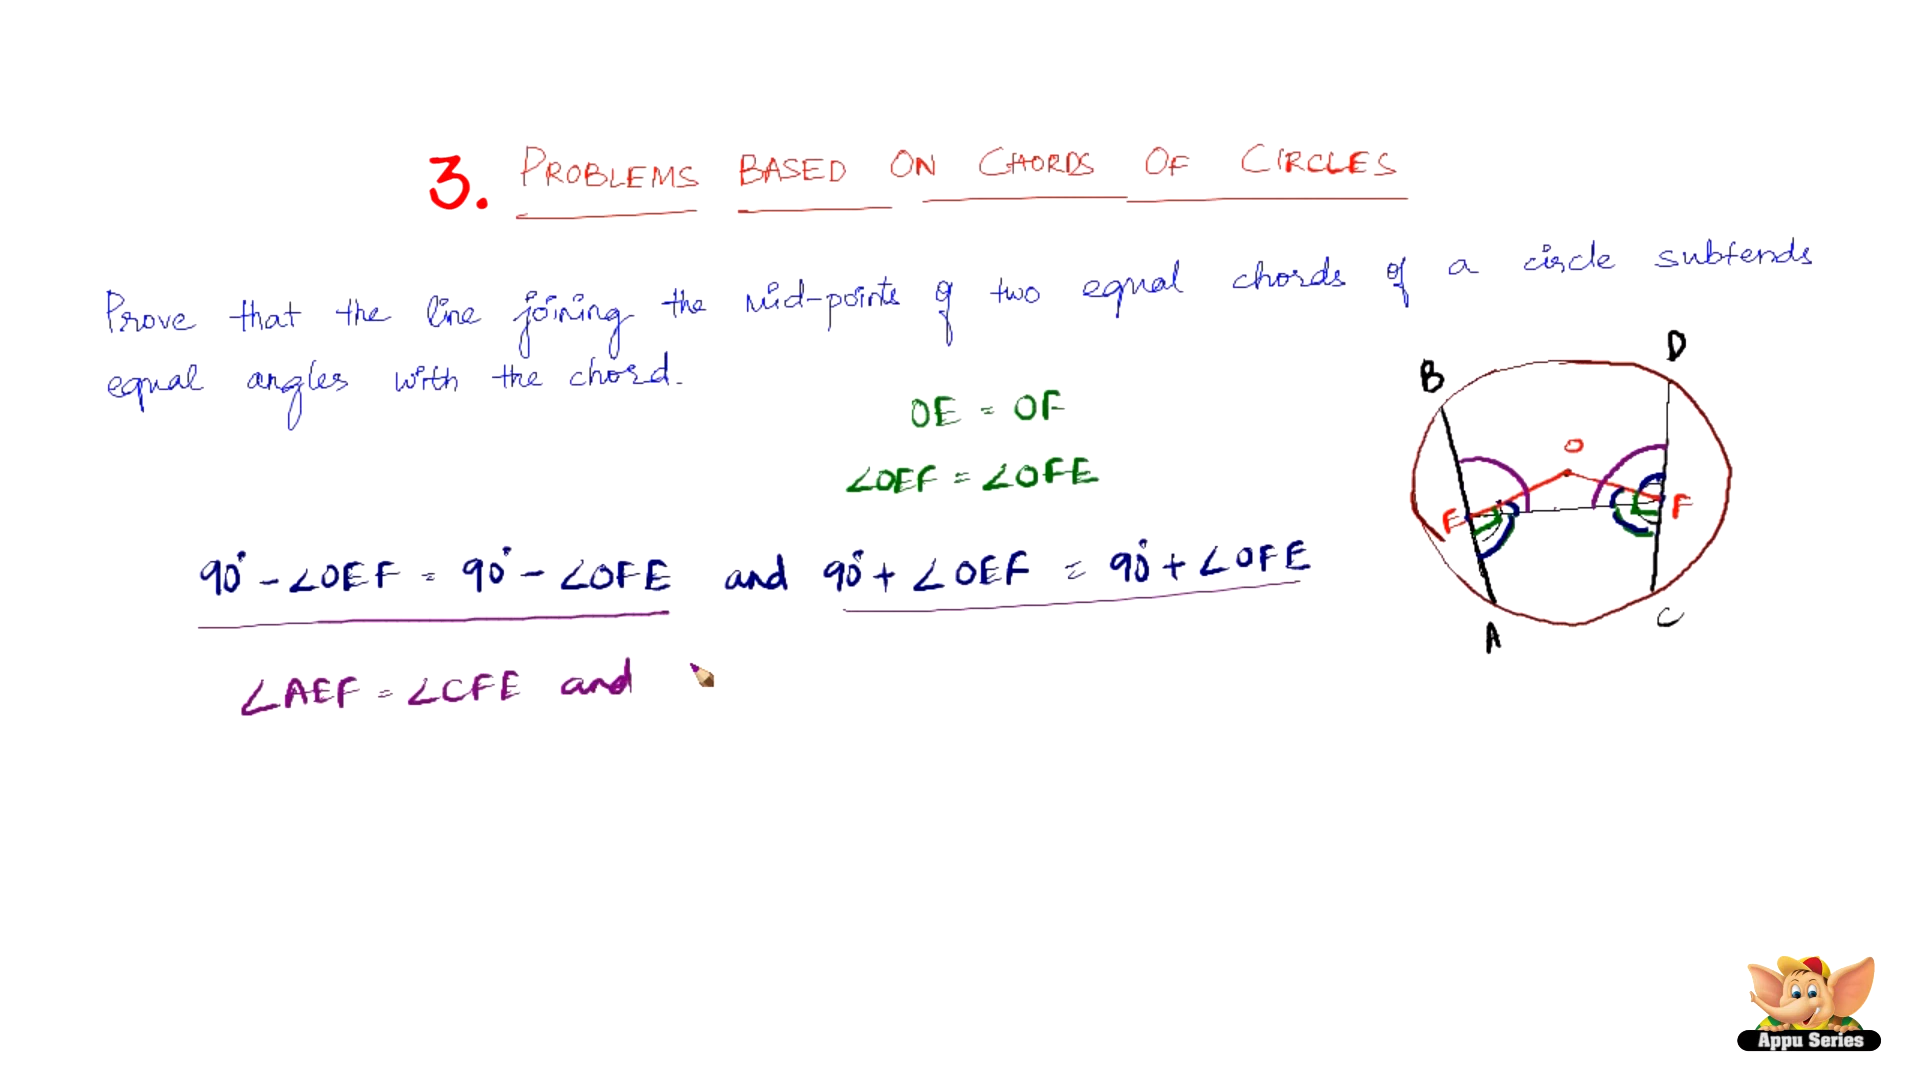 3. PROBLEMS BASED ON CHORDS OF CIRCLES
Prove that the line joining the mid-points of two equal chords of a circle subtends
equal angles with the chord.
OE = OF
∠OEF = ∠OFE
90° - ∠OEF = 90° - ∠OFE and 90° + ∠OEF = 90° + ∠OFE
∠AEF = ∠CFE and
D
B
O
E F
C
A
Appu Series